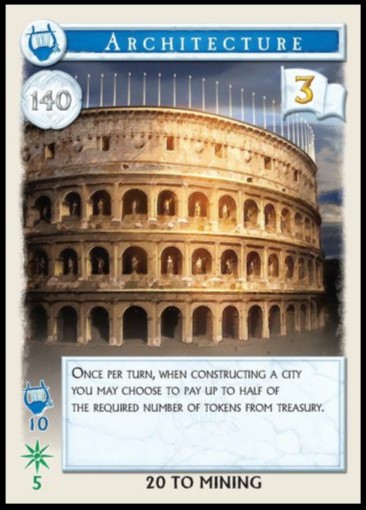 ARCHITECTURE
140
3
ONCE PER TURN, WHEN CONSTRUCTING A CITY
YOU MAY CHOOSE TO PAY UP TO HALF OF
THE REQUIRED NUMBER OF TOKENS FROM TREASURY.
10
5
20 TO MINING